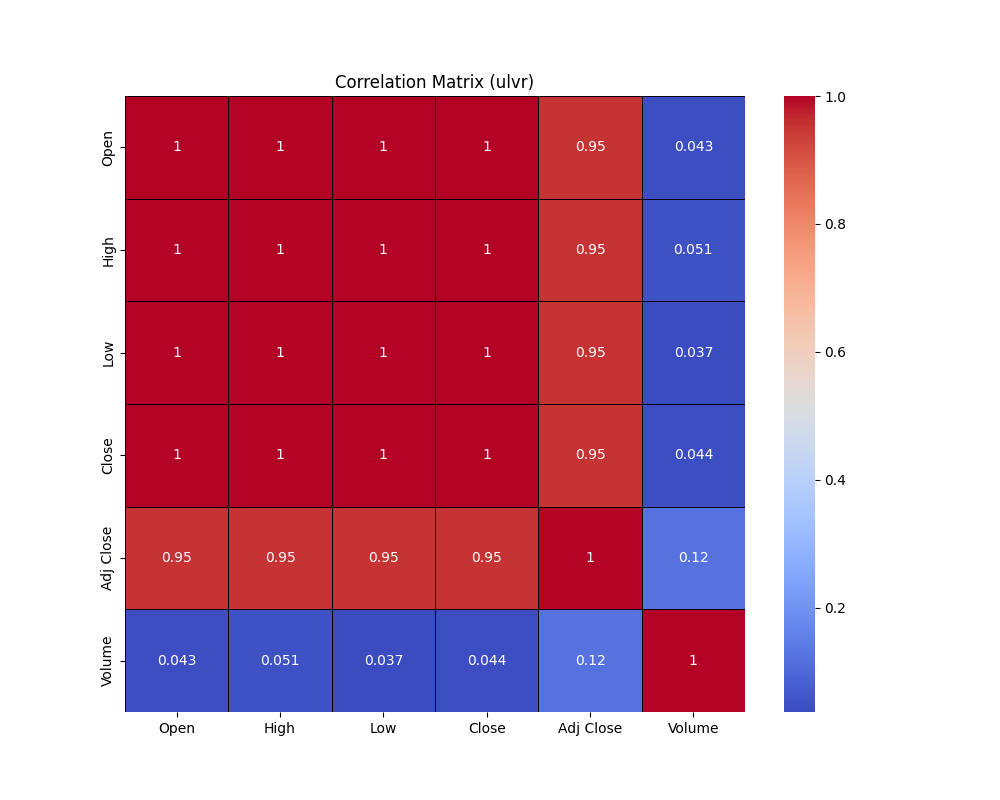 Correlation Matrix (ulvr)
Open 1 1 1 1 0.95 0.043
High 1 1 1 1 0.95 0.051
Low 1 1 1 1 0.95 0.037
Close 1 1 1 1 0.95 0.044
Adj Close 0.95 0.95 0.95 0.95 1 0.12
Volume 0.043 0.051 0.037 0.044 0.12 1
Open High Low Close Adj Close Volume
1.0
0.8
0.6
0.4
0.2